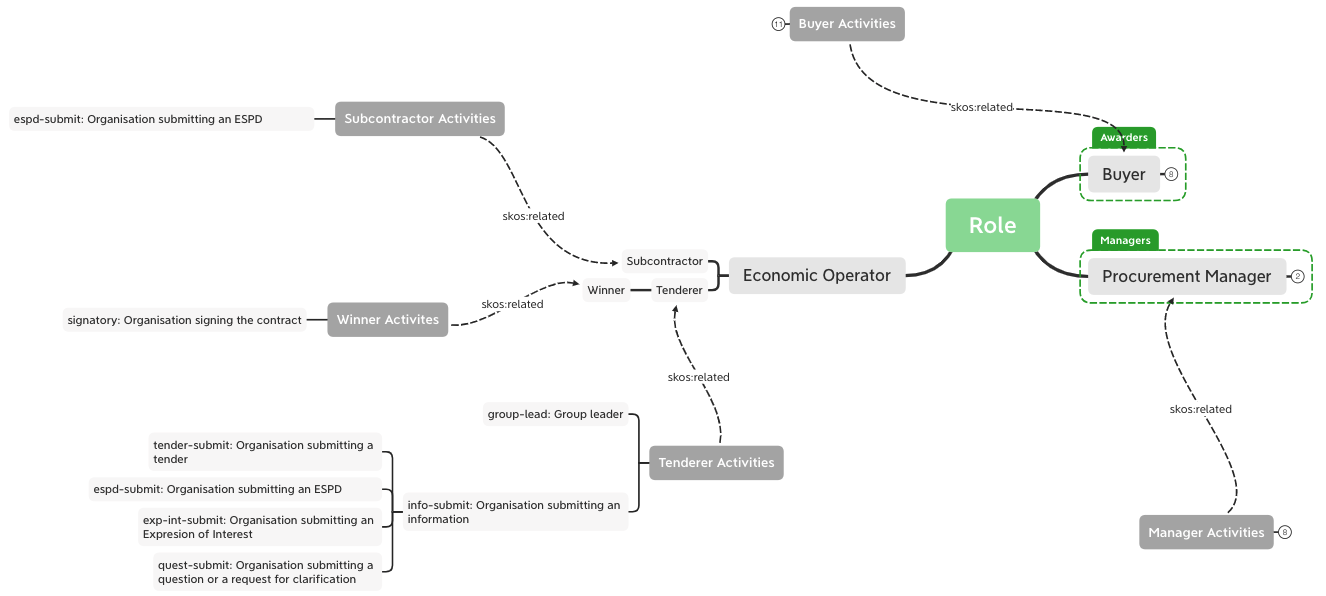 11
Buyer Activities
skos:related
espd-submit: Organisation submitting an ESPD
Subcontractor Activities
Awarders
Buyer
8
skos:related
Role
Managers
Procurement Manager
2
Subcontractor
Economic Operator
Winner
Tenderer
skos:related
signatory: Organisation signing the contract
Winner Activites
skos:related
skos:related
group-lead: Group leader
tender-submit: Organisation submitting a
tender
Tenderer Activities
espd-submit: Organisation submitting an ESPD
info-submit: Organisation submitting an
information
exp-int-submit: Organisation submitting an
Expresion of Interest
quest-submit: Organisation submitting a
question or a request for clarification
Manager Activities
8